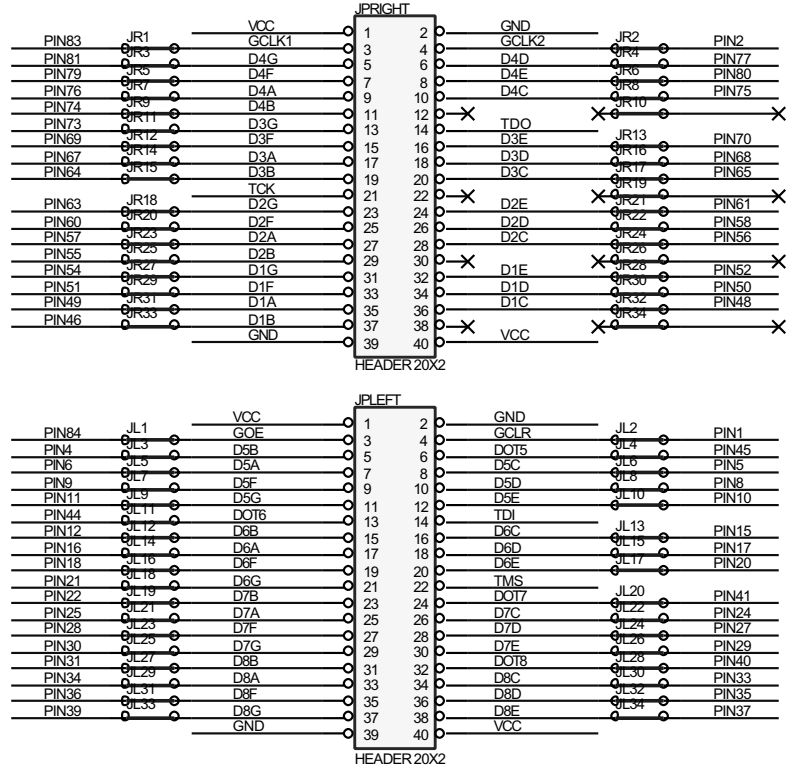 JPRIGHT
VCC 1 2 GND
PIN83 JR1 GCLK1 3 4 GCLK2 JR2 PIN2
PIN81 JR3 D4G 5 6 D4D JR4 PIN77
PIN79 JR5 D4F 7 8 D4E JR6 PIN80
PIN76 JR7 D4A 9 10 D4C JR8 PIN75
PIN74 JR9 D4B 11 12 JR10
PIN73 JR11 D3G 13 14 TDO
PIN69 JR12 D3F 15 16 D3E JR13 PIN70
PIN67 JR14 D3A 17 18 D3D JR16 PIN68
PIN64 JR15 D3B 19 20 D3C JR17 PIN65
TCK 21 22 JR19
PIN63 JR18 D2G 23 24 D2E JR21 PIN61
PIN60 JR20 D2F 25 26 D2D JR22 PIN58
PIN57 JR23 D2A 27 28 D2C JR24 PIN56
PIN55 JR25 D2B 29 30 JR26
PIN54 JR27 D1G 31 32 D1E JR28 PIN52
PIN51 JR29 D1F 33 34 D1D JR30 PIN50
PIN49 JR31 D1A 35 36 D1C JR32 PIN48
PIN46 JR33 D1B 37 38 JR34
GND 39 40 VCC
HEADER 20X2
JPLEFT
VCC 1 2 GND
PIN84 JL1 GOE 3 4 GCLR JL2 PIN1
PIN4 JL3 D5B 5 6 DOT5 JL4 PIN45
PIN6 JL5 D5A 7 8 D5C JL6 PIN5
PIN9 JL7 D5F 9 10 D5D JL8 PIN8
PIN11 JL9 D5G 11 12 D5E JL10 PIN10
PIN44 JL11 DOT6 13 14 TDI
PIN12 JL12 D6B 15 16 D6C JL13 PIN15
PIN16 JL14 D6A 17 18 D6D JL15 PIN17
PIN18 JL16 D6F 19 20 D6E JL17 PIN20
PIN21 JL18 D6G 21 22 TMS
PIN22 JL19 D7B 23 24 DOT7 JL20 PIN41
PIN25 JL21 D7A 25 26 D7C JL22 PIN24
PIN28 JL23 D7F 27 28 D7D JL24 PIN27
PIN30 JL25 D7G 29 30 D7E JL26 PIN29
PIN31 JL27 D8B 31 32 DOT8 JL28 PIN40
PIN34 JL29 D8A 33 34 D8C JL30 PIN33
PIN36 JL31 D8F 35 36 D8D JL32 PIN35
PIN39 JL33 D8G 37 38 D8E JL34 PIN37
GND 39 40 VCC
HEADER 20X2